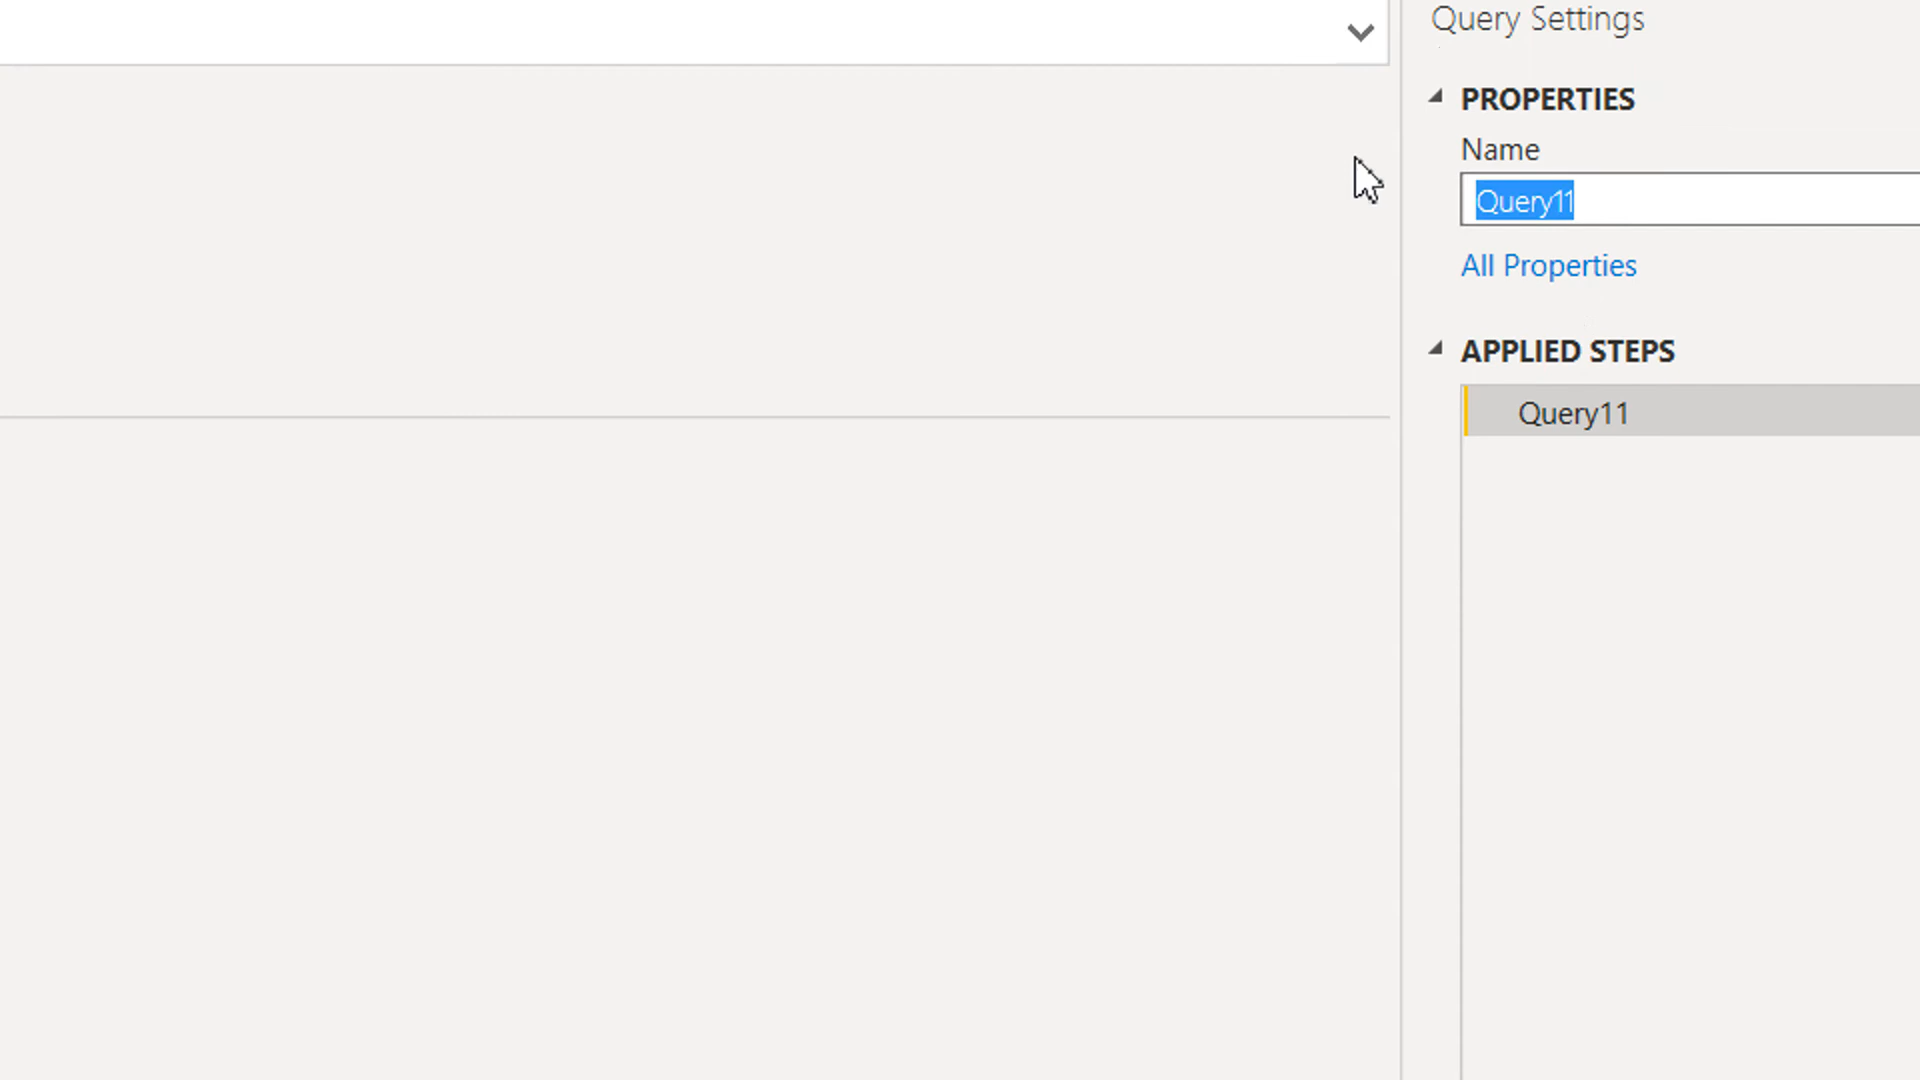 Query Settings
PROPERTIES
Name
Query11
All Properties
APPLIED STEPS
Query11